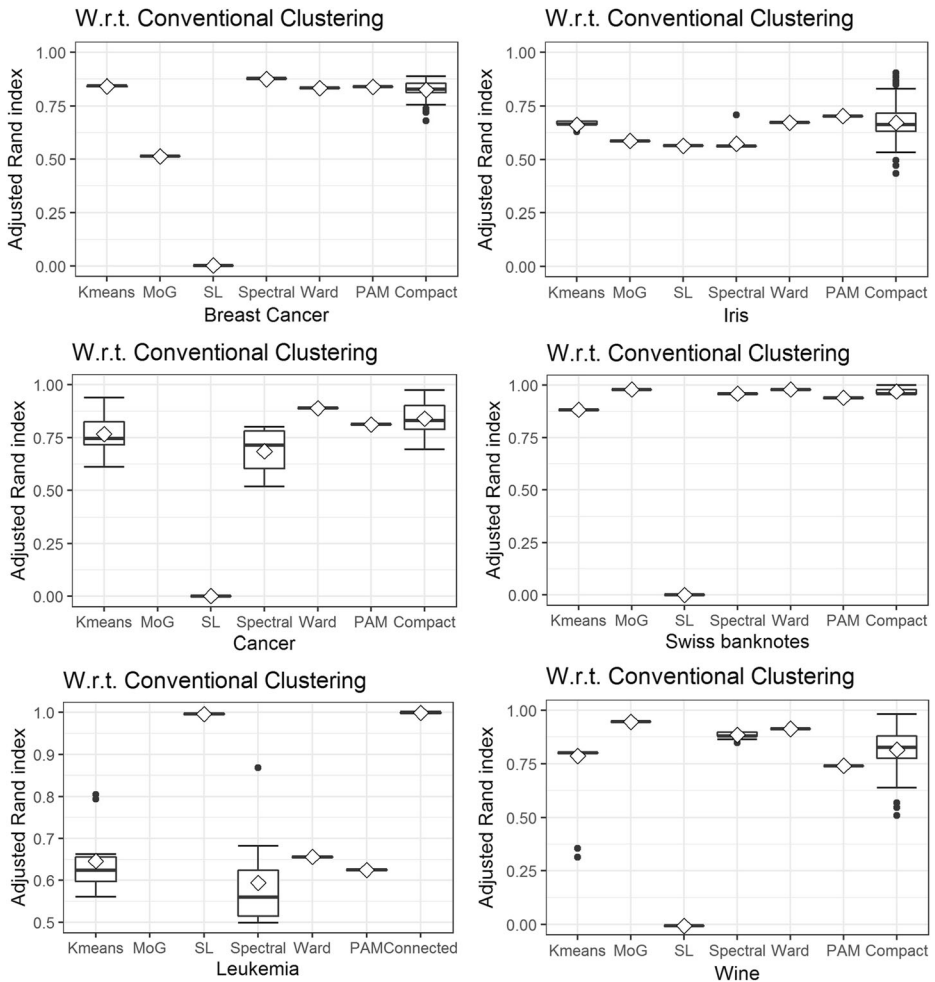 W.r.t. Conventional Clustering
Adjusted Rand index
1.00
0.75
0.50
0.25
0.00
Kmeans MoG SL Spectral Ward PAM Compact
Breast Cancer
W.r.t. Conventional Clustering
Adjusted Rand index
1.00
0.75
0.50
0.25
0.00
Kmeans MoG SL Spectral Ward PAM Compact
Iris
W.r.t. Conventional Clustering
Adjusted Rand index
1.00
0.75
0.50
0.25
0.00
Kmeans MoG SL Spectral Ward PAM Compact
Cancer
W.r.t. Conventional Clustering
Adjusted Rand index
1.00
0.75
0.50
0.25
0.00
Kmeans MoG SL Spectral Ward PAM Compact
Swiss banknotes
W.r.t. Conventional Clustering
Adjusted Rand index
1.0
0.9
0.8
0.7
0.6
0.5
Kmeans MoG SL Spectral Ward PAMConnected
Leukemia
W.r.t. Conventional Clustering
Adjusted Rand index
1.00
0.75
0.50
0.25
0.00
Kmeans MoG SL Spectral Ward PAM Compact
Wine